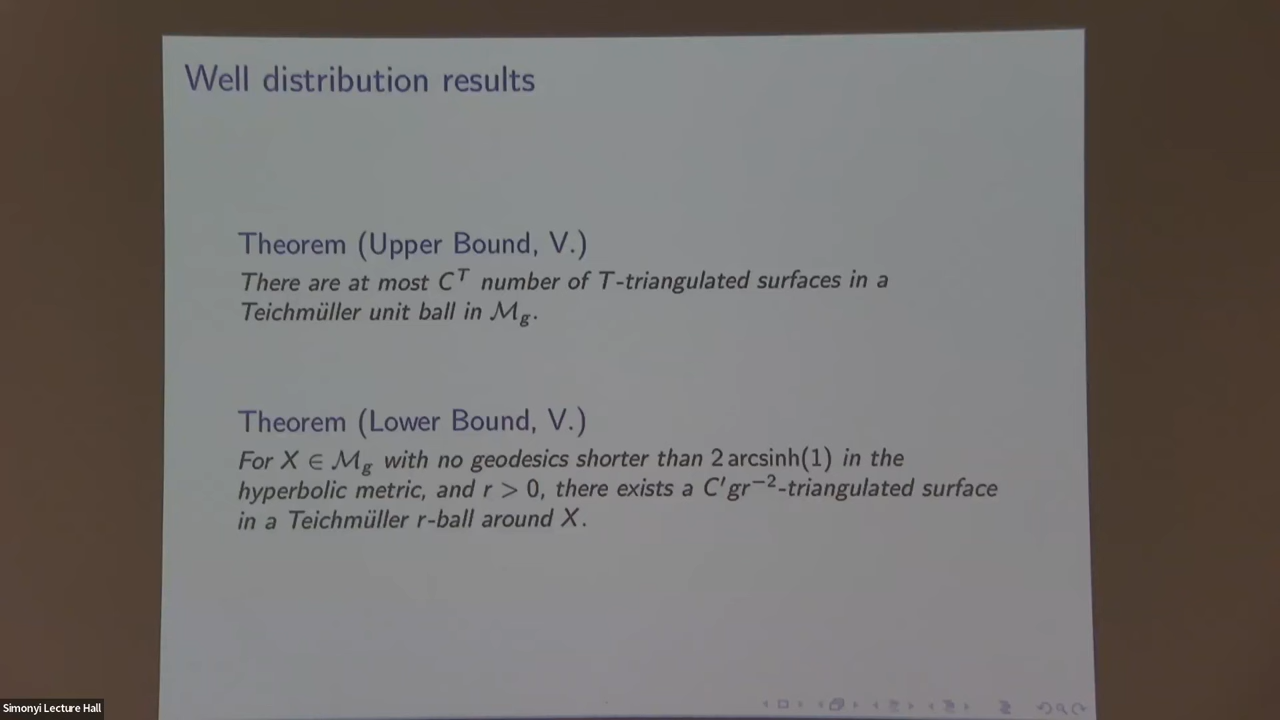 Well distribution results
Theorem (Upper Bound, V.)
There are at most C^T number of T-triangulated surfaces in a
Teichmüller unit ball in ℳ_g.
Theorem (Lower Bound, V.)
For X ∈ ℳ_g with no geodesics shorter than 2 arcsinh(1) in the
hyperbolic metric, and r > 0, there exists a C′gr^{−2}-triangulated surface
in a Teichmüller r-ball around X.
Simonyi Lecture Hall